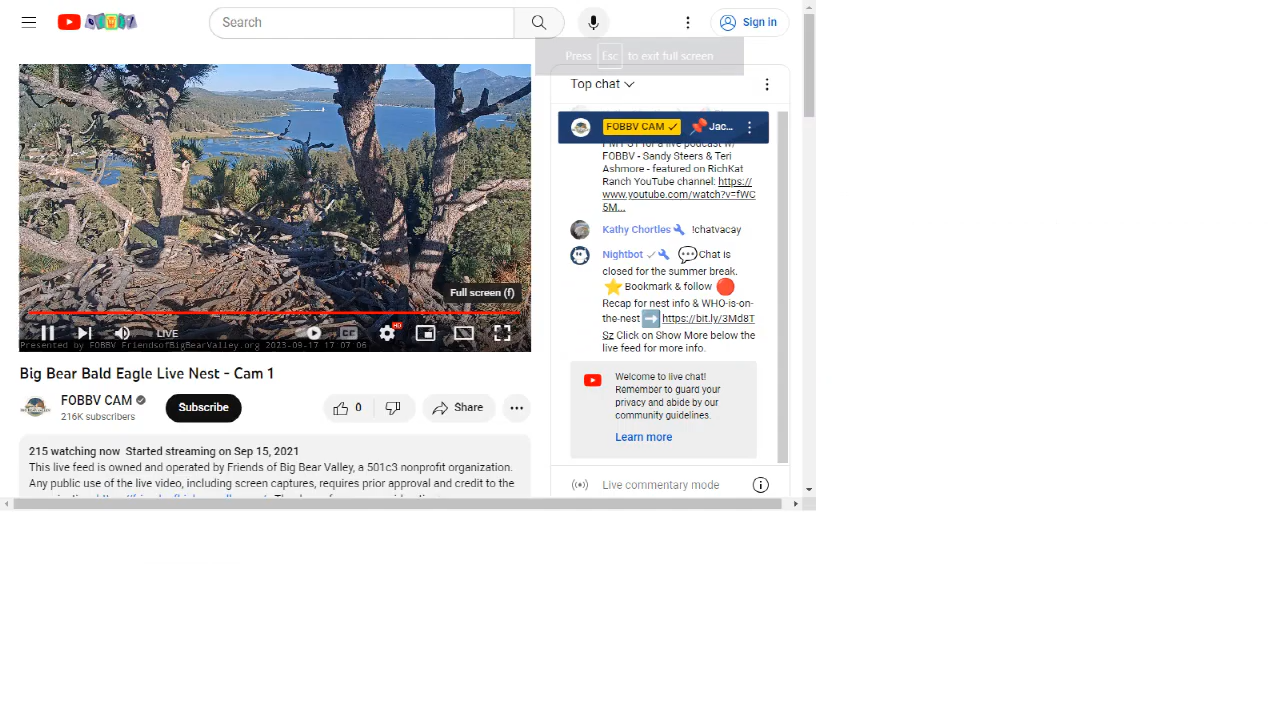 Search
Sign in
Press Esc to exit full screen
Top chat
FOBBV CAM Jac...
FOBBV - Sandy Steers & Teri
Ashmore - featured on RichKat
Ranch YouTube channel: https://
www.youtube.com/watch?v=fWC
5M...
Kathy Chortles !chatvacay
Nightbot Chat is
closed for the summer break.
Bookmark & follow
Recap for nest info & WHO-is-on-
the-nest https://bit.ly/3Md8T
Sz Click on Show More below the
live feed for more info.
Welcome to live chat!
Remember to guard your
privacy and abide by our
community guidelines.
Learn more
Live commentary mode
Full screen (f)
LIVE
CC
HD
Presented by FOBBV FriendsofBigBearValley.org 2023-09-17 17 07 06
Big Bear Bald Eagle Live Nest - Cam 1
FOBBV CAM
216K subscribers
Subscribe
0
Share
215 watching now Started streaming on Sep 15, 2021
This live feed is owned and operated by Friends of Big Bear Valley, a 501c3 nonprofit organization.
Any public use of the live video, including screen captures, requires prior approval and credit to the